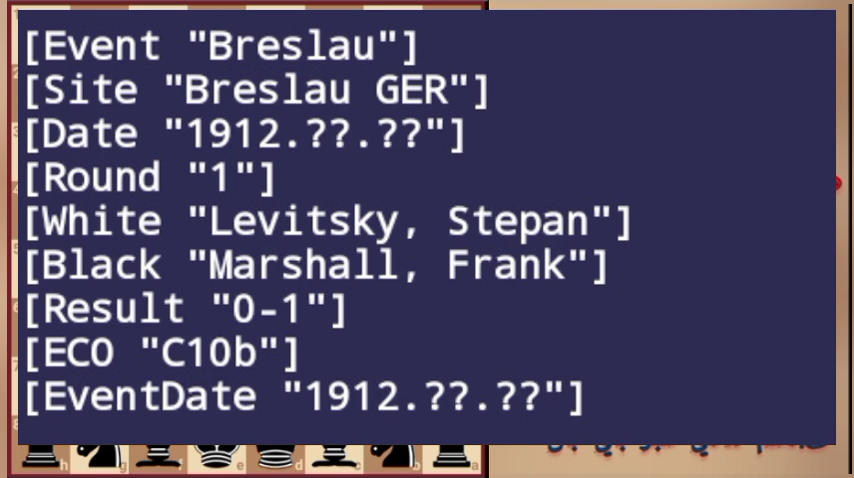 [Event "Breslau"]
[Site "Breslau GER"]
[Date "1912.??.??"]
[Round "1"]
[White "Levitsky, Stepan"]
[Black "Marshall, Frank"]
[Result "0-1"]
[ECO "C10b"]
[EventDate "1912.??.??"]
h g f e d c b a